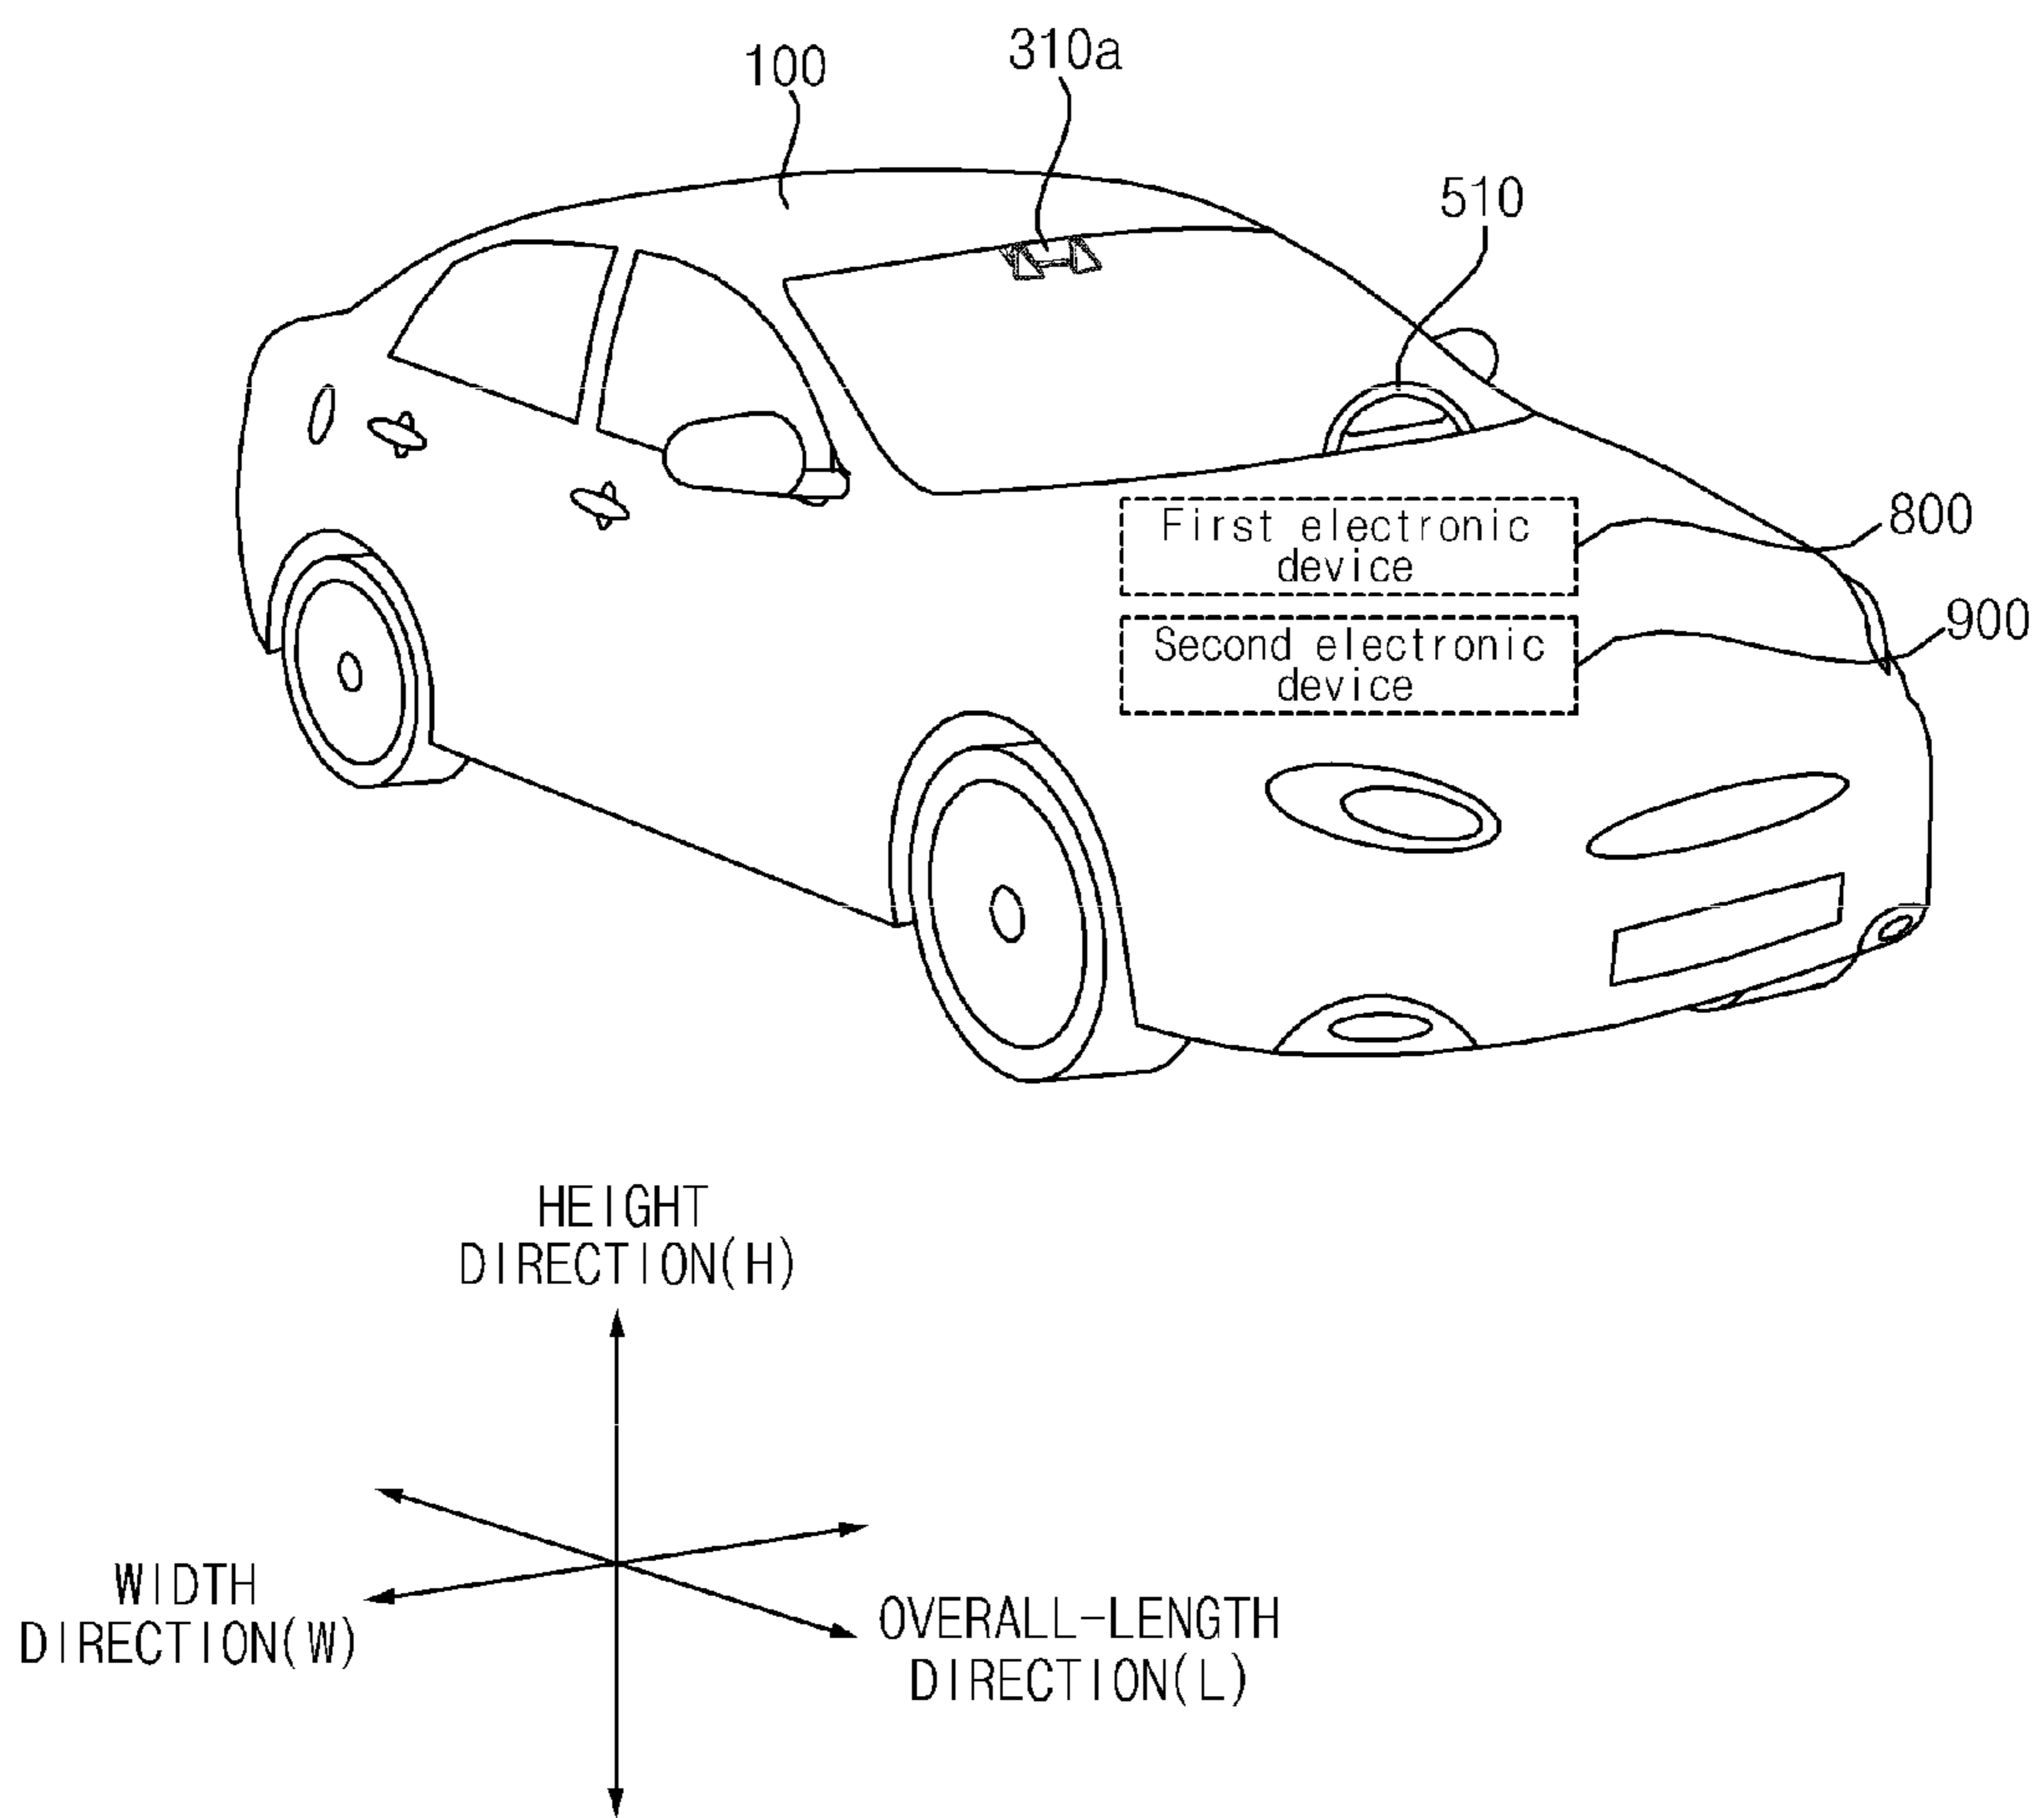 100
310a
510
First electronic
device
800
Second electronic
device
900
HEIGHT
DIRECTION(H)
WIDTH
DIRECTION(W)
OVERALL-LENGTH
DIRECTION(L)